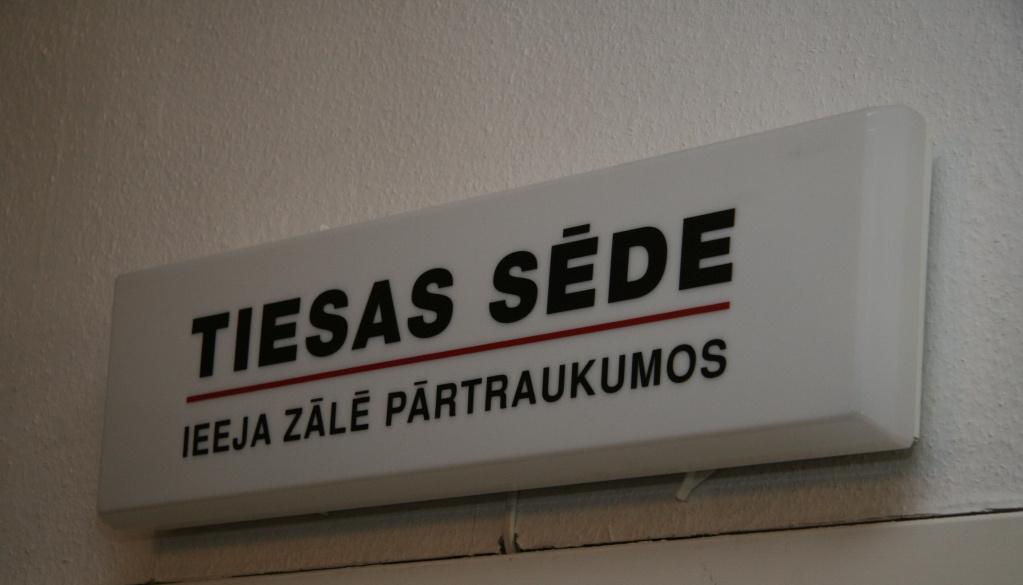 TIESAS SĒDE
IEEJA ZĀLĒ PĀRTRAUKUMOS